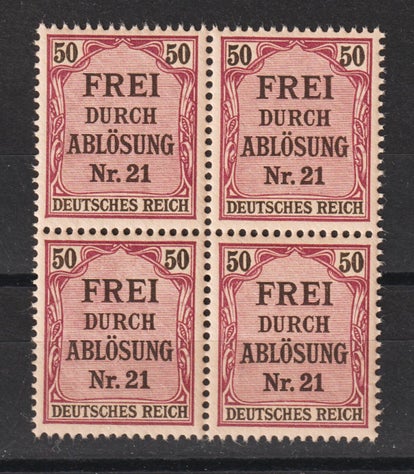 50 50 50 50
FREI FREI
DURCH DURCH
ABLÖSUNG ABLÖSUNG
Nr. 21 Nr. 21
DEUTSCHES REICH DEUTSCHES REICH
50 50 50 50
FREI FREI
DURCH DURCH
ABLÖSUNG ABLÖSUNG
Nr. 21 Nr. 21
DEUTSCHES REICH DEUTSCHES REICH